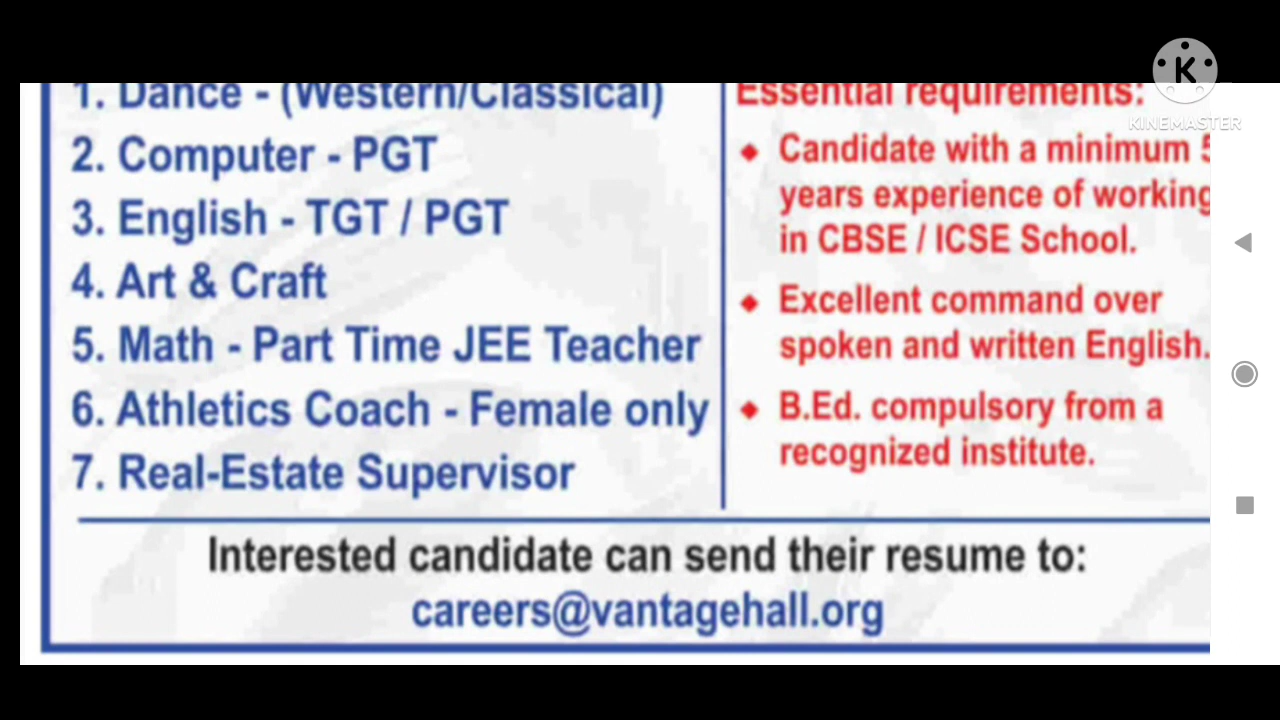 1. Dance - (Western/Classical)
2. Computer - PGT
3. English - TGT / PGT
4. Art & Craft
5. Math - Part Time JEE Teacher
6. Athletics Coach - Female only
7. Real-Estate Supervisor
Essential requirements:
◆ Candidate with a minimum 5
years experience of working
in CBSE / ICSE School.
◆ Excellent command over
spoken and written English.
◆ B.Ed. compulsory from a
recognized institute.
Interested candidate can send their resume to:
careers@vantagehall.org
K
KINEMASTER